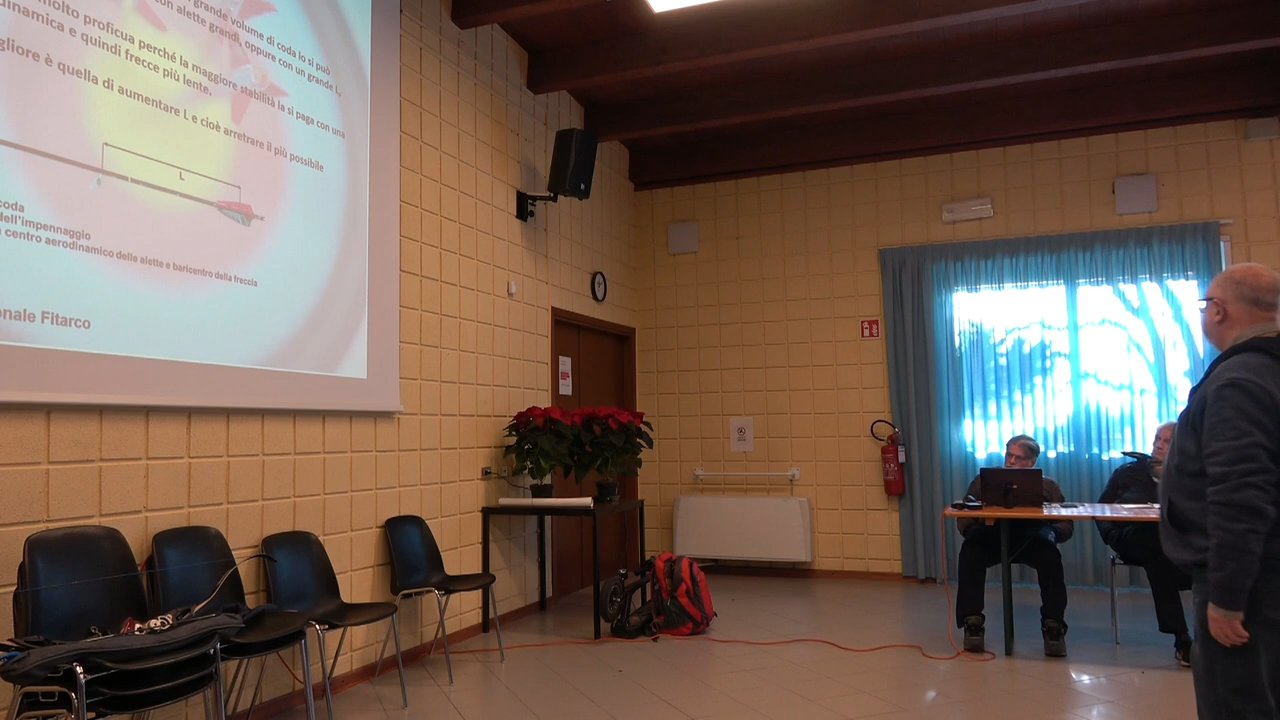 grande volume di coda lo si può
con alette grandi, oppure con un grande L,
molto proficua perché la maggiore stabilità la si paga con una
dinamica e quindi frecce più lente.
gliore è quella di aumentare L e cioè arretrare il più possibile
L
coda
dell'impennaggio
centro aerodinamico delle alette e baricentro della freccia
onale Fitarco